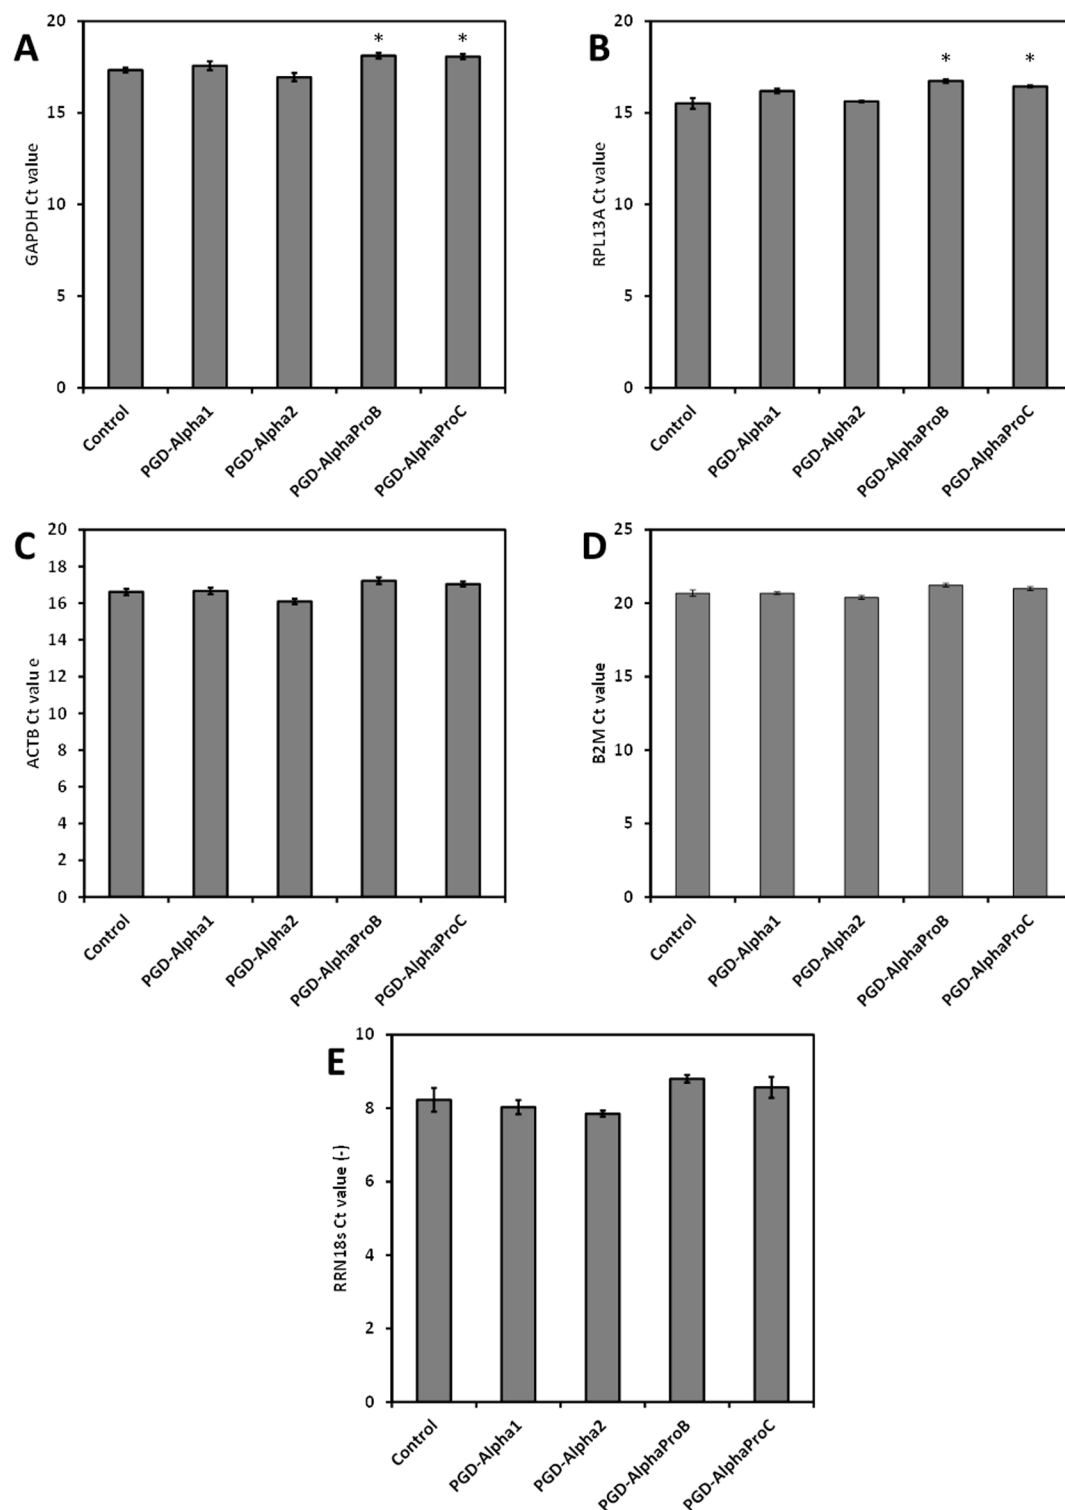 A
GAPDH Ct value
20
15
10
5
0
*
*
Control
PGD-Alpha1
PGD-Alpha2
PGD-AlphaProB
PGD-AlphaProC
B
RPL13A Ct value
20
15
10
5
0
*
*
Control
PGD-Alpha1
PGD-Alpha2
PGD-AlphaProB
PGD-AlphaProC
C
ACTB Ct value
20
18
16
14
12
10
8
6
4
2
0
Control
PGD-Alpha1
PGD-Alpha2
PGD-AlphaProB
PGD-AlphaProC
D
B2M Ct value
25
20
15
10
5
0
Control
PGD-Alpha1
PGD-Alpha2
PGD-AlphaProB
PGD-AlphaProC
E
RRN18s Ct value (-)
10
8
6
4
2
0
Control
PGD-Alpha1
PGD-Alpha2
PGD-AlphaProB
PGD-AlphaProC